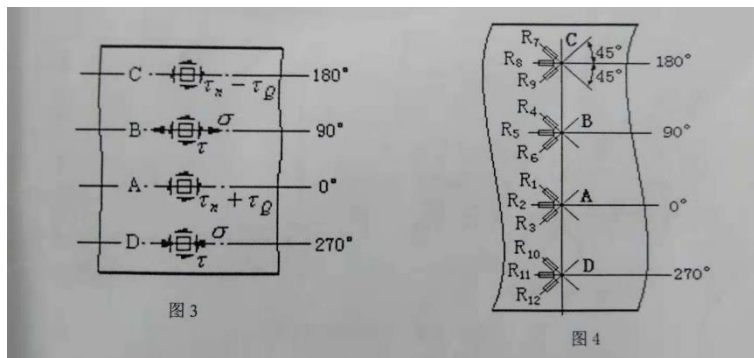 C τn − τQ 180°
B σ τ 90°
A τn + τQ 0°
D σ τ 270°
图3
R7 C 45°
R8 180°
R9 45°
R4 B
R5 90°
R6
R1 A
R2 0°
R3
R10 D
R11 270°
R12
图4